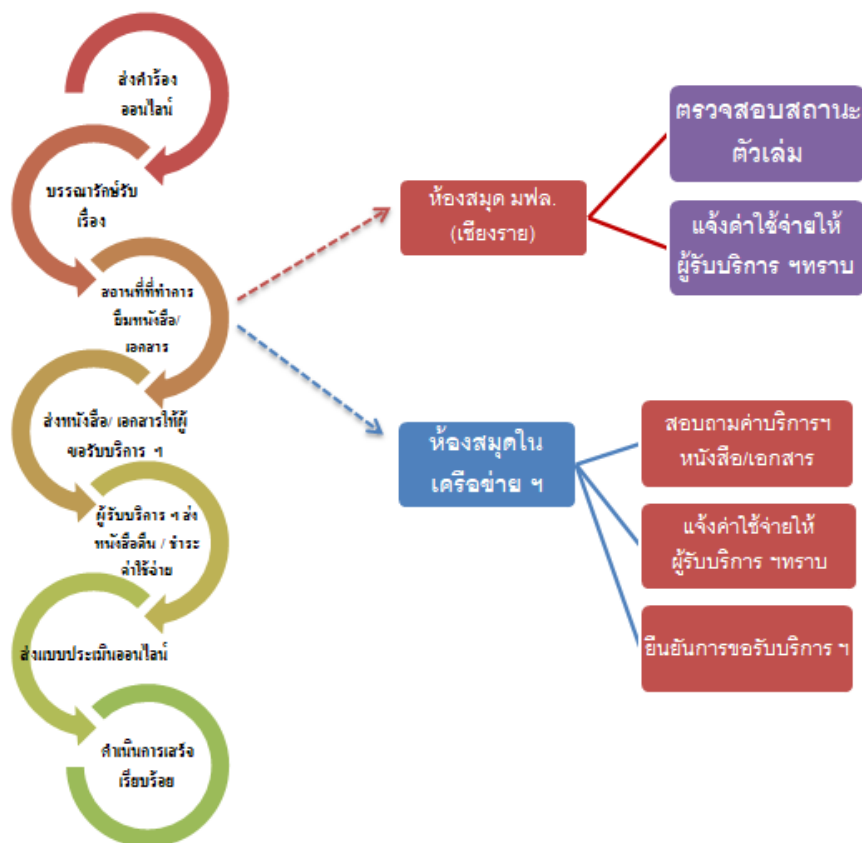 ส่งคำร้อง
ออนไลน์
บรรณารักษ์รับ
เรื่อง
สถานที่ที่ทำการ
ยืมหนังสือ/
เอกสาร
ส่งหนังสือ/ เอกสารให้ผู้
ขอรับบริการ ฯ
ผู้รับบริการ ฯ ส่ง
หนังสือคืน / ชำระ
ค่าใช้จ่าย
ส่งแบบประเมินออนไลน์
ดำเนินการเสร็จ
เรียบร้อย
ห้องสมุด มฟล.
(เชียงราย)
ตรวจสอบสถานะ
ตัวเล่ม
แจ้งค่าใช้จ่ายให้
ผู้รับบริการ ฯทราบ
ห้องสมุดใน
เครือข่าย ฯ
สอบถามค่าบริการฯ
หนังสือ/เอกสาร
แจ้งค่าใช้จ่ายให้
ผู้รับบริการ ฯทราบ
ยืนยันการขอรับบริการ ฯ